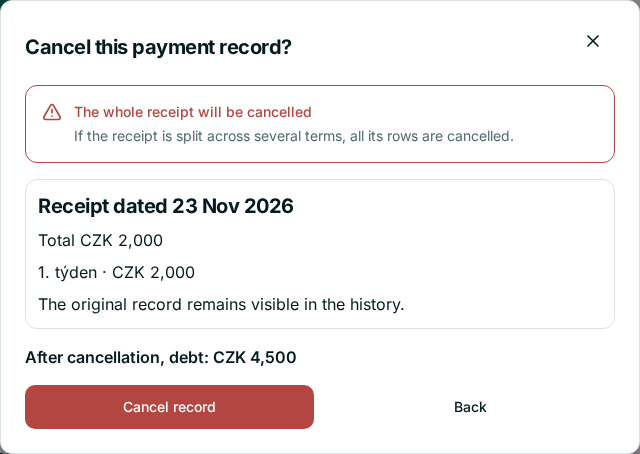 Cancel this payment record?
The whole receipt will be cancelled
If the receipt is split across several terms, all its rows are cancelled.
Receipt dated 23 Nov 2026
Total CZK 2,000
1. týden · CZK 2,000
The original record remains visible in the history.
After cancellation, debt: CZK 4,500
Cancel record
Back